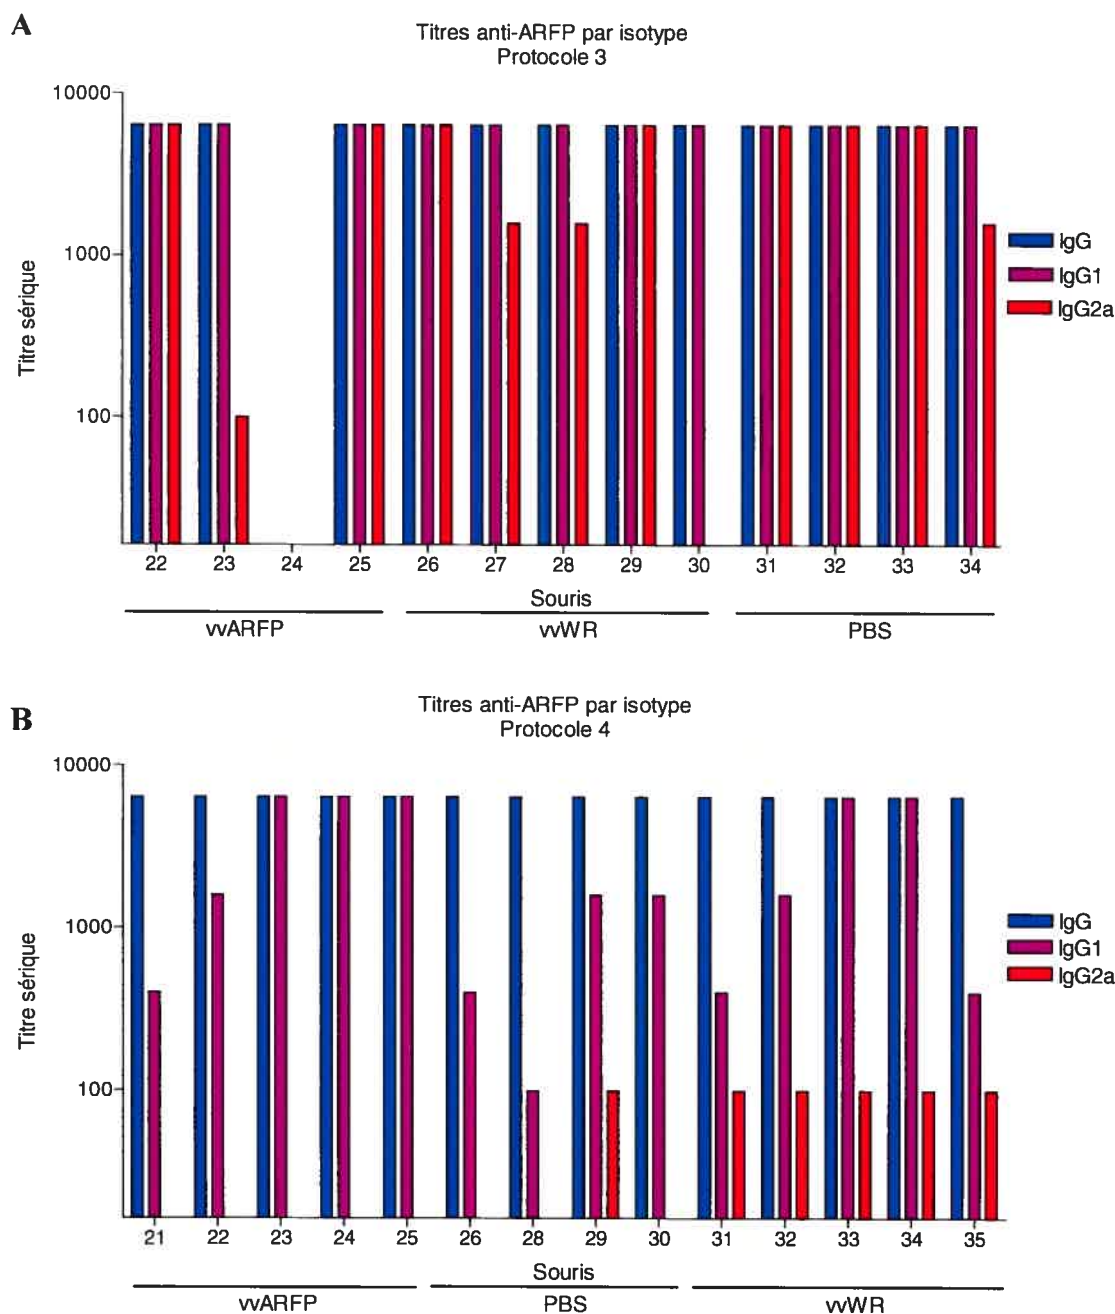 A
Titres anti-ARFP par isotype
Protocole 3
10000
1000
100
Titre sérique
IgG
IgG1
IgG2a
22 23 24 25 26 27 28 29 30 31 32 33 34
Souris
vvARFP vvWR PBS
B
Titres anti-ARFP par isotype
Protocole 4
10000
1000
100
Titre sérique
IgG
IgG1
IgG2a
21 22 23 24 25 26 28 29 30 31 32 33 34 35
Souris
vvARFP PBS vvWR